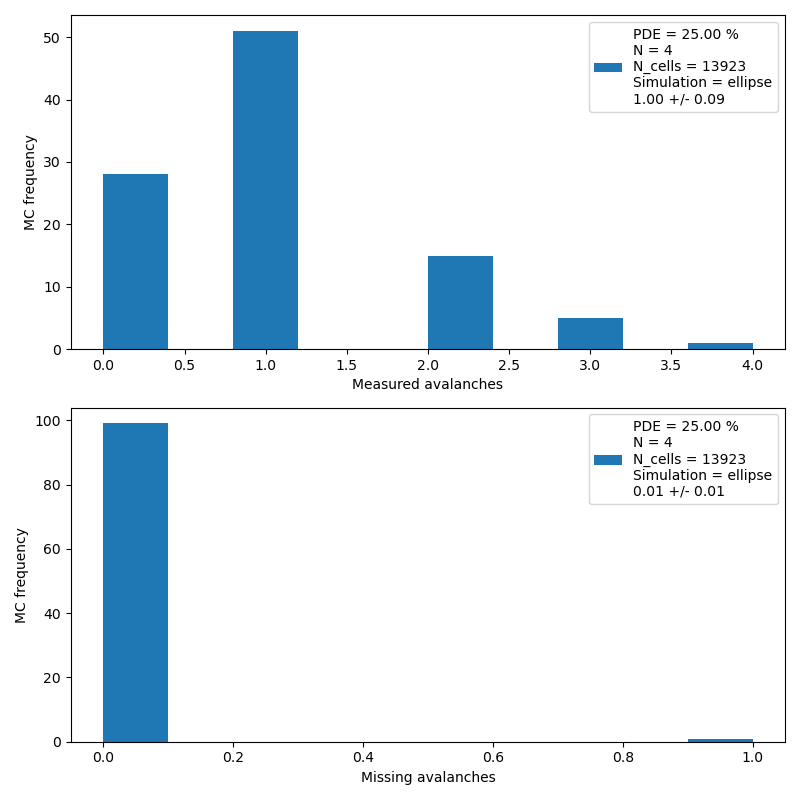 MC frequency
50
40
30
20
10
0
PDE = 25.00 %
N = 4
N_cells = 13923
Simulation = ellipse
1.00 +/- 0.09
0.0 0.5 1.0 1.5 2.0 2.5 3.0 3.5 4.0
Measured avalanches
MC frequency
100
80
60
40
20
0
PDE = 25.00 %
N = 4
N_cells = 13923
Simulation = ellipse
0.01 +/- 0.01
0.0 0.2 0.4 0.6 0.8 1.0
Missing avalanches